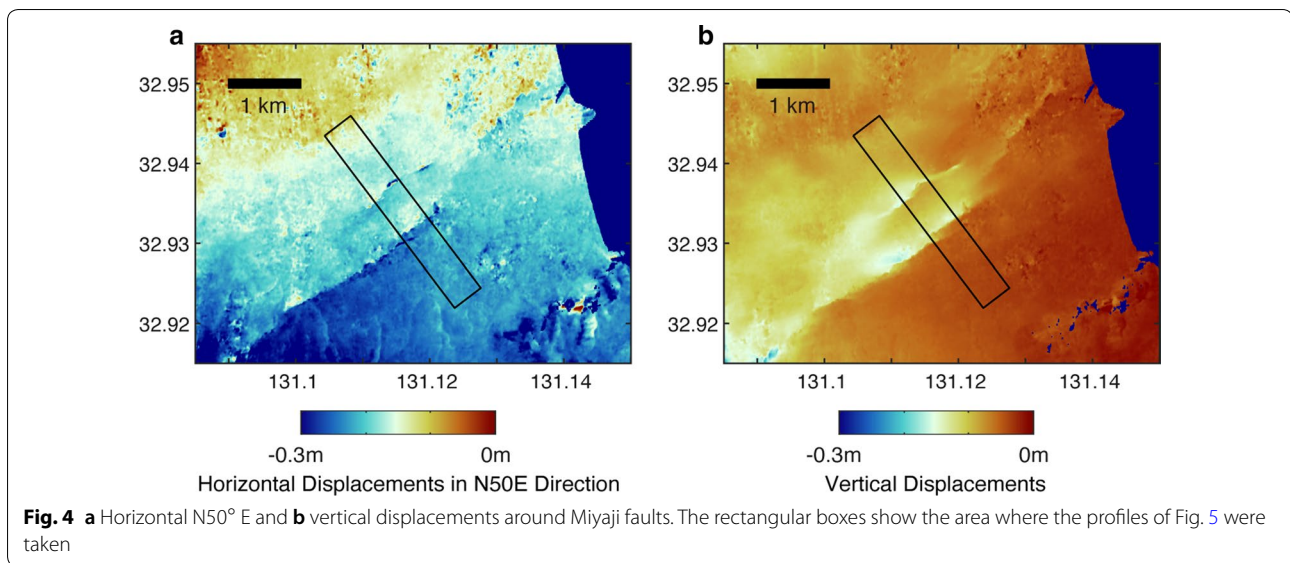 a
b
32.95
32.94
32.93
32.92
1 km
131.1
131.12
131.14
-0.3m
0m
Horizontal Displacements in N50E Direction
32.95
32.94
32.93
32.92
1 km
131.1
131.12
131.14
-0.3m
0m
Vertical Displacements
Fig. 4 a Horizontal N50° E and b vertical displacements around Miyaji faults. The rectangular boxes show the area where the profiles of Fig. 5 were
taken